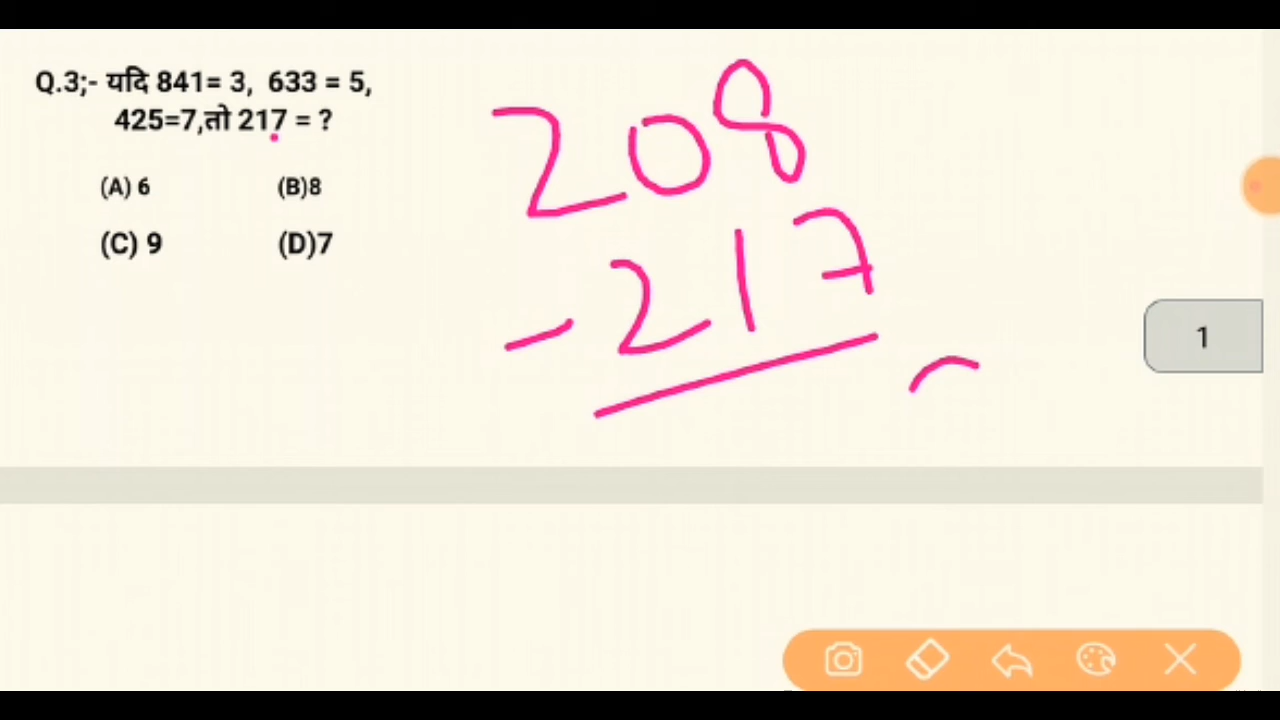 Q.3;- यदि 841= 3, 633 = 5,
425=7,तो 217 = ?
(A) 6 (B)8
(C) 9 (D)7
208
- 217
1